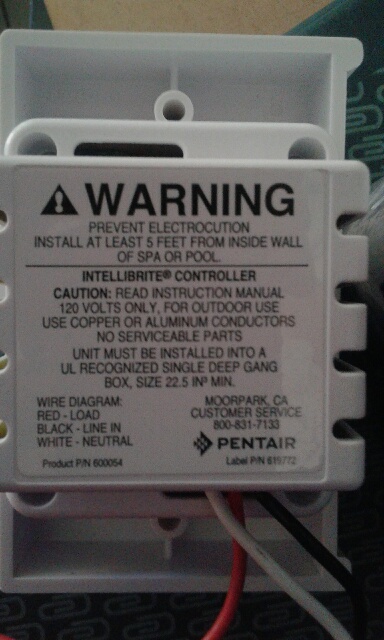 WARNING
PREVENT ELECTROCUTION
INSTALL AT LEAST 5 FEET FROM INSIDE WALL
OF SPA OR POOL.
INTELLIBRITE® CONTROLLER
CAUTION: READ INSTRUCTION MANUAL
120 VOLTS ONLY, FOR OUTDOOR USE
USE COPPER OR ALUMINUM CONDUCTORS
NO SERVICEABLE PARTS
UNIT MUST BE INSTALLED INTO A
UL RECOGNIZED SINGLE DEEP GANG
BOX, SIZE 22.5 IN³ MIN.
WIRE DIAGRAM:
RED - LOAD
BLACK - LINE IN
WHITE - NEUTRAL
MOORPARK, CA
CUSTOMER SERVICE
800-831-7133
PENTAIR
Product P/N 600054
Label P/N 619772